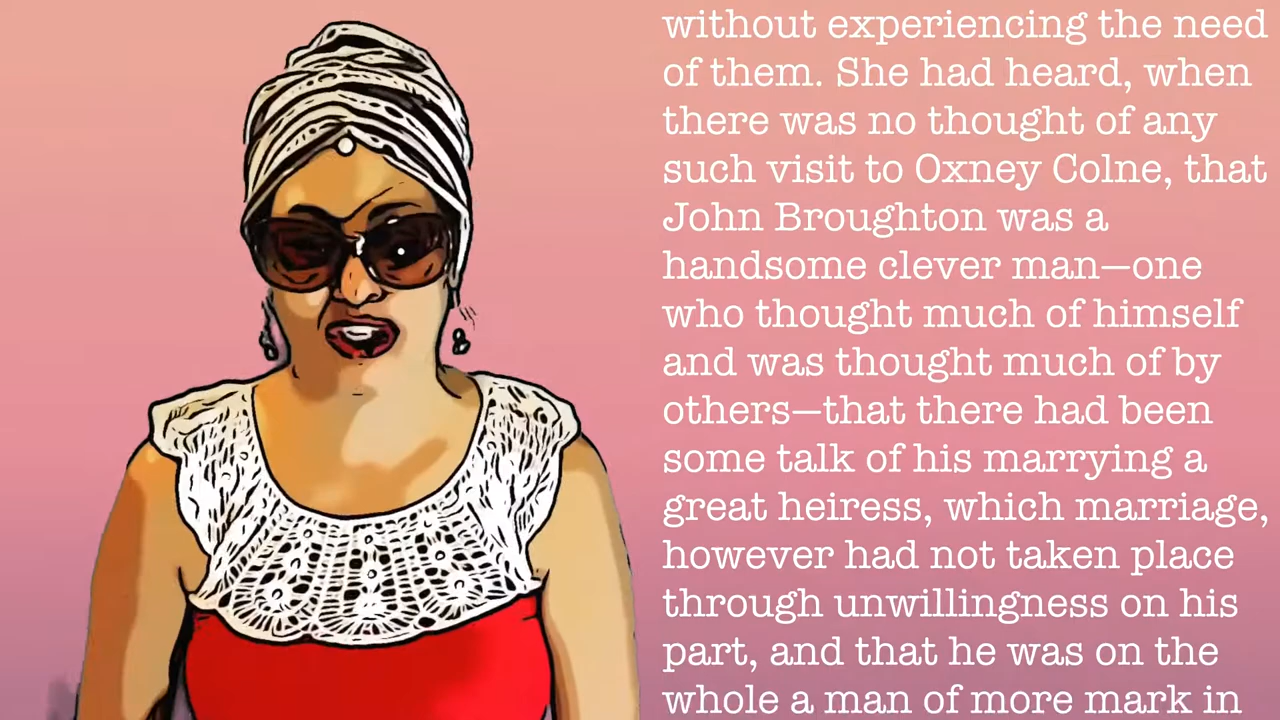 without experiencing the need
of them. She had heard, when
there was no thought of any
such visit to Oxney Colne, that
John Broughton was a
handsome clever man—one
who thought much of himself
and was thought much of by
others—that there had been
some talk of his marrying a
great heiress, which marriage,
however had not taken place
through unwillingness on his
part, and that he was on the
whole a man of more mark in